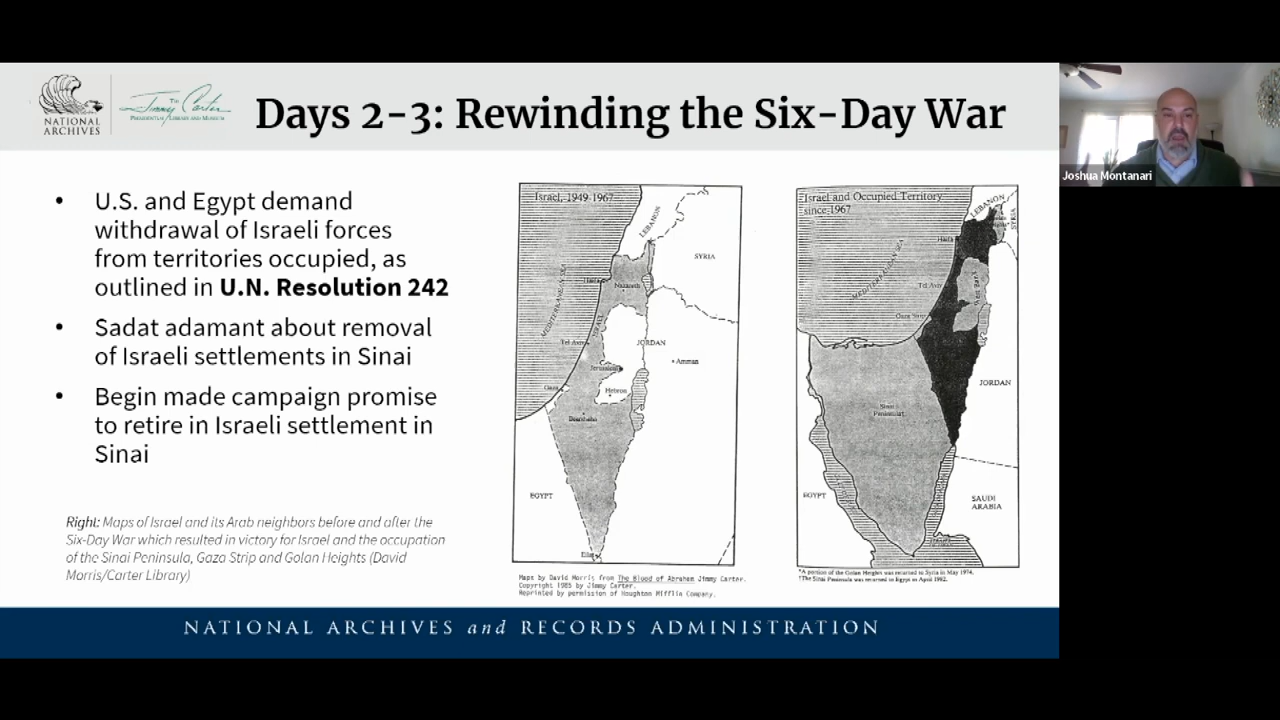 NATIONAL
ARCHIVES
THE
Jimmy Carter
PRESIDENTIAL LIBRARY AND MUSEUM
Days 2-3: Rewinding the Six-Day War
Joshua Montanari
• U.S. and Egypt demand
withdrawal of Israeli forces
from territories occupied, as
outlined in U.N. Resolution 242
• Sadat adamant about removal
of Israeli settlements in Sinai
• Begin made campaign promise
to retire in Israeli settlement in
Sinai
Right: Maps of Israel and its Arab neighbors before and after the
Six-Day War which resulted in victory for Israel and the occupation
of the Sinai Peninsula, Gaza Strip and Golan Heights (David
Morris/Carter Library).
Israel, 1949-1967
LEBANON
SYRIA
MEDITERRANEAN SEA
Haifa
Nazareth
ISRAEL
Tel Aviv
JORDAN
Amman
Jerusalem
Gaza
Hebron
Beersheba
EGYPT
Eilat
Maps by David Morris from The Blood of Abraham Jimmy Carter.
Copyright 1985 by Jimmy Carter.
Reprinted by permission of Houghton Mifflin Company.
Israel and Occupied Territory
since 1967
LEBANON
SYRIA
Haifa
MEDITERRANEAN SEA
Tel Aviv
Gaza Strip
JORDAN
Sinai
Peninsula
EGYPT
SAUDI
ARABIA
*A portion of the Golan Heights was returned to Syria in May 1974.
†The Sinai Peninsula was returned to Egypt in April 1982.
NATIONAL ARCHIVES and RECORDS ADMINISTRATION